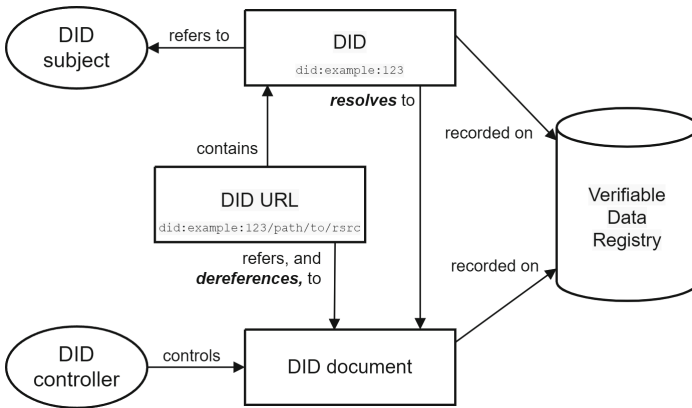 DID
subject
refers to
DID
did:example:123
resolves to
recorded on
contains
Verifiable
Data
Registry
DID URL
did:example:123/path/to/rsrc
refers, and
dereferences, to
recorded on
DID
controller
controls
DID document